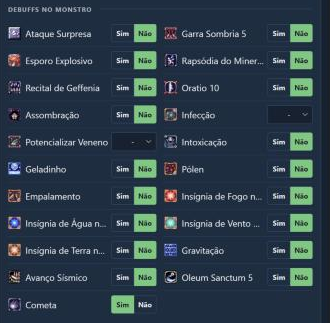 DEBUFFS NO MONSTRO
Ataque Surpresa Sim Não Garra Sombria 5 Sim Não
Esporo Explosivo Sim Não Rapsódia do Miner... Sim Não
Recital de Geffenia Sim Não Oratio 10 Sim Não
Assombração Sim Não Infecção -
Potencializar Veneno - Intoxicação Sim Não
Geladinho Sim Não Pólen Sim Não
Empalamento Sim Não Insígnia de Fogo n... Sim Não
Insígnia de Água n... Sim Não Insígnia de Vento ... Sim Não
Insígnia de Terra n... Sim Não Gravitação Sim Não
Avanço Sísmico Sim Não Oleum Sanctum 5 Sim Não
Cometa Sim Não